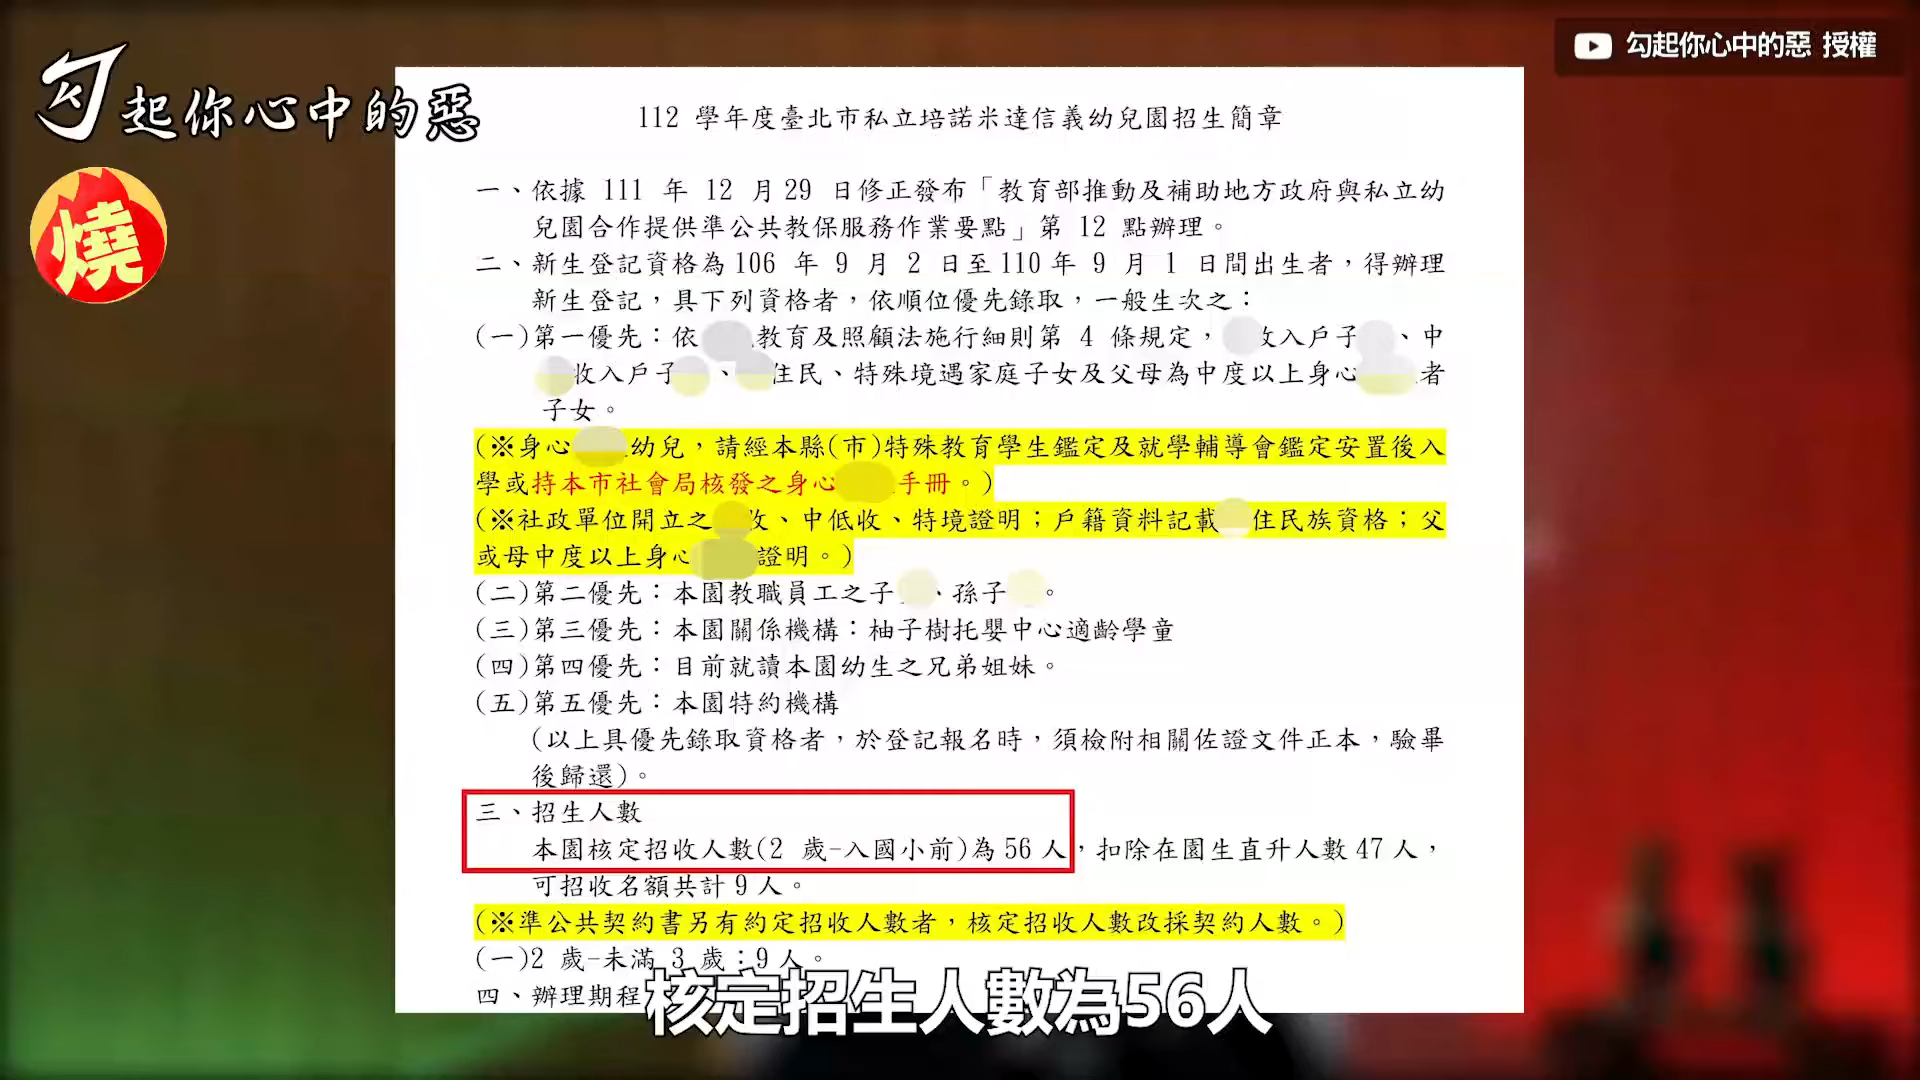 勾起你心中的惡
燒
勾起你心中的惡 授權
112 學年度臺北市私立培諾米達信義幼兒園招生簡章
一、依據 111 年 12 月 29 日修正發布「教育部推動及補助地方政府與私立幼
兒園合作提供準公共教保服務作業要點」第 12 點辦理。
二、新生登記資格為 106 年 9 月 2 日至 110 年 9 月 1 日間出生者,得辦理
新生登記,具下列資格者,依順位優先錄取,一般生次之:
(一)第一優先:依 教育及照顧法施行細則第 4 條規定, 收入戶子 、中
收入戶子 、 住民、特殊境遇家庭子女及父母為中度以上身心 者
子女。
(※身心 幼兒,請經本縣(市)特殊教育學生鑑定及就學輔導會鑑定安置後入
學或持本市社會局核發之身心 手冊。)
(※社政單位開立之 收、中低收、特境證明;戶籍資料記載 住民族資格;父
或母中度以上身心 證明。)
(二)第二優先:本園教職員工之子 、孫子 。
(三)第三優先:本園關係機構:柚子樹托嬰中心適齡學童
(四)第四優先:目前就讀本園幼生之兄弟姐妹。
(五)第五優先:本園特約機構
(以上具優先錄取資格者,於登記報名時,須檢附相關佐證文件正本,驗畢
後歸還)。
三、招生人數
本園核定招收人數(2 歲-入國小前)為 56 人,扣除在園生直升人數 47 人,
可招收名額共計 9 人。
(※準公共契約書另有約定招收人數者,核定招收人數改採契約人數。)
(一)2 歲-未滿 3 歲:9 人。
四、辦理期程
核定招生人數為56人